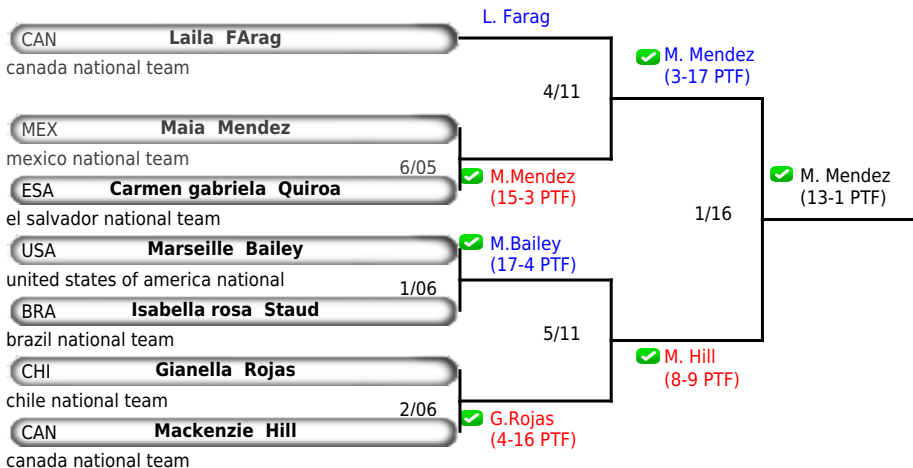 L. Farag
CAN Laila FArag
canada national team
M. Mendez
(3-17 PTF)
4/11
MEX Maia Mendez
mexico national team
6/05
M.Mendez
(15-3 PTF)
ESA Carmen gabriela Quiroa
el salvador national team
M. Mendez
(13-1 PTF)
1/16
USA Marseille Bailey
united states of america national
M.Bailey
(17-4 PTF)
1/06
BRA Isabella rosa Staud
brazil national team
5/11
CHI Gianella Rojas
chile national team
M. Hill
(8-9 PTF)
2/06
G.Rojas
(4-16 PTF)
CAN Mackenzie Hill
canada national team